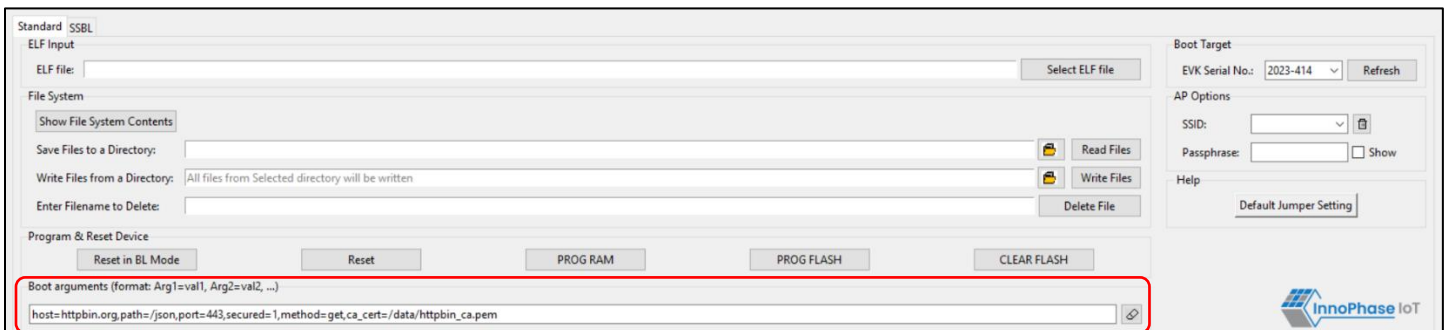 Standard SSBL
ELF Input
ELF file: Select ELF file
File System
Show File System Contents
Save Files to a Directory: Read Files
Write Files from a Directory: All files from Selected directory will be written Write Files
Enter Filename to Delete: Delete File
Program & Reset Device
Reset in BL Mode Reset PROG RAM PROG FLASH CLEAR FLASH
Boot arguments (format: Arg1=val1, Arg2=val2, ...)
host=httpbin.org,path=/json,port=443,secured=1,method=get,ca_cert=/data/httpbin_ca.pem
Boot Target
EVK Serial No.: 2023-414 Refresh
AP Options
SSID:
Passphrase: Show
Help
Default Jumper Setting
InnoPhase IoT